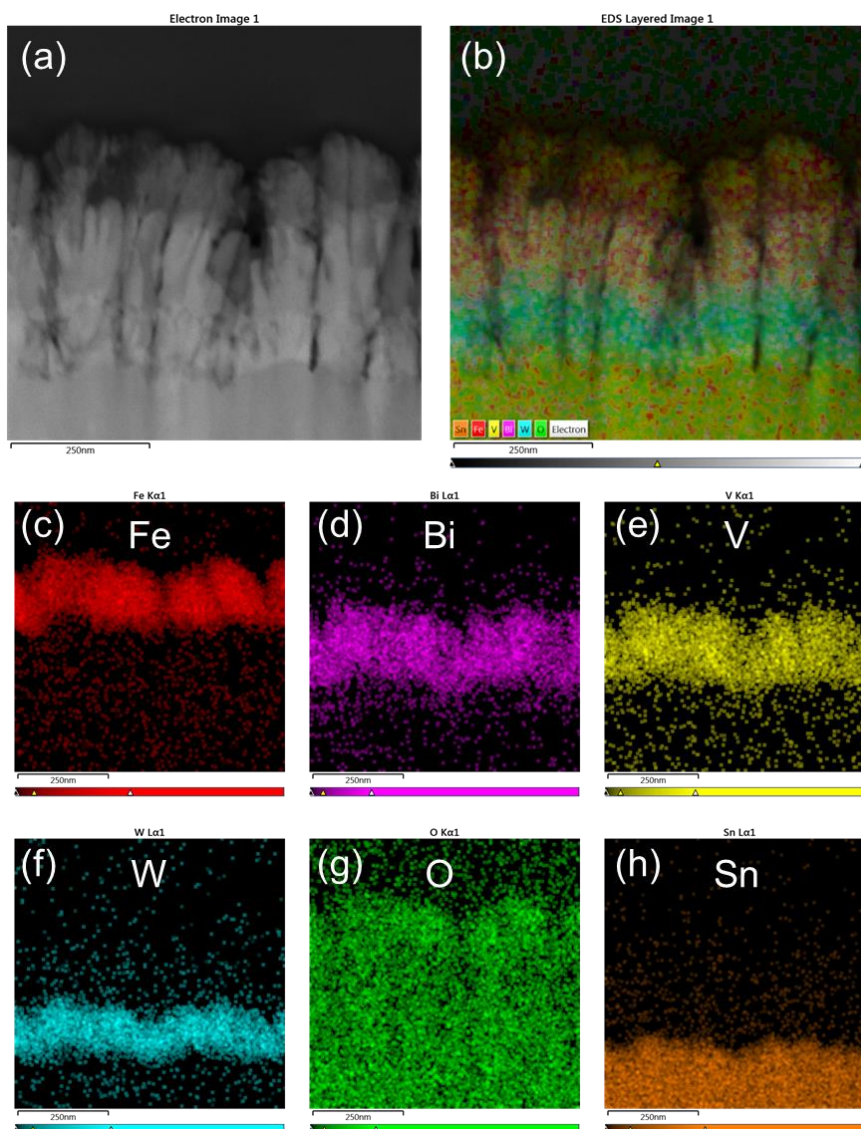 Electron Image 1
(a)
250nm
EDS Layered Image 1
(b)
Sn Fe V Bi W O Electron
250nm
Fe Kα1
(c) Fe
250nm
Bi Lα1
(d) Bi
250nm
V Kα1
(e) V
250nm
W Lα1
(f) W
250nm
O Kα1
(g) O
250nm
Sn Lα1
(h) Sn
250nm